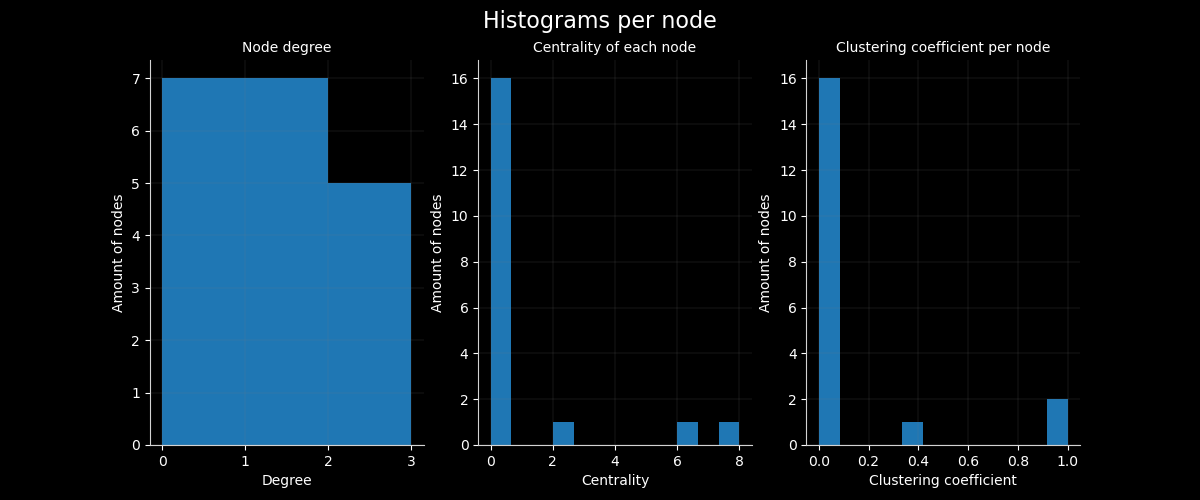 Histograms per node
Node degree
7
6
5
4
3
2
1
0
Amount of nodes
0 1 2 3
Degree
Centrality of each node
16
14
12
10
8
6
4
2
0
Amount of nodes
0 2 4 6 8
Centrality
Clustering coefficient per node
16
14
12
10
8
6
4
2
0
Amount of nodes
0.0 0.2 0.4 0.6 0.8 1.0
Clustering coefficient